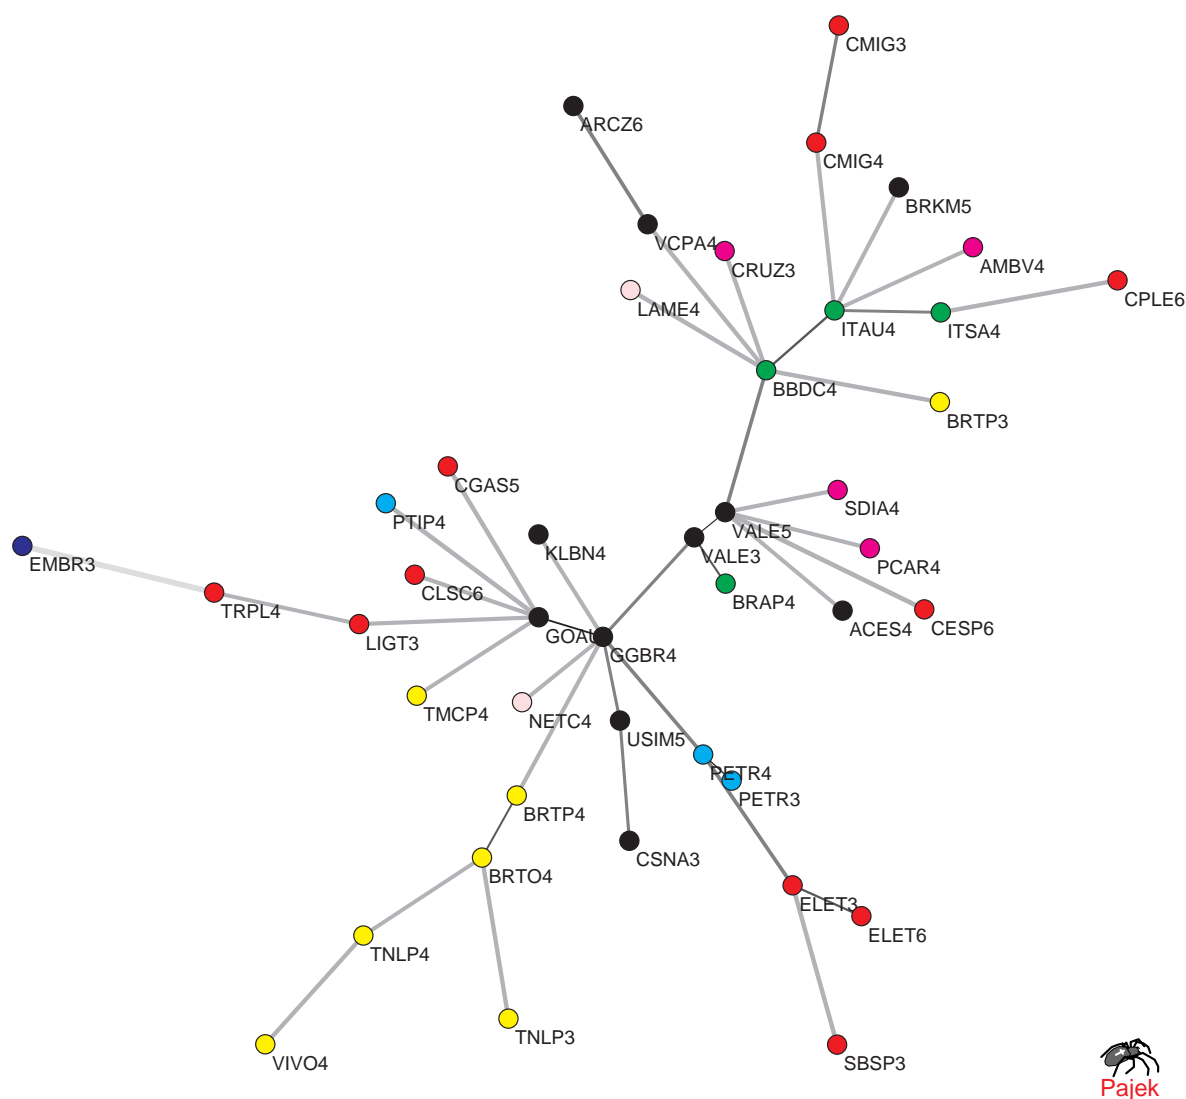 CMIG3
ARCZ6
CMIG4
BRKM5
VCPA4
CRUZ3
AMBV4
CPLE6
LAME4
ITAU4
ITSA4
BBDC4
BRTP3
CGAS5
SDIA4
PTIP4
VALE5
KLBN4
VALE3
EMBR3
PCAR4
CLSC6
BRAP4
TRPL4
ACES4
CESP6
LIGT3
GOAU
GGBR4
TMCP4
NETC4
USIM5
PETR4
PETR3
BRTP4
CSNA3
BRTO4
ELET3
ELET6
TNLP4
TNLP3
VIVO4
SBSP3
Pajek